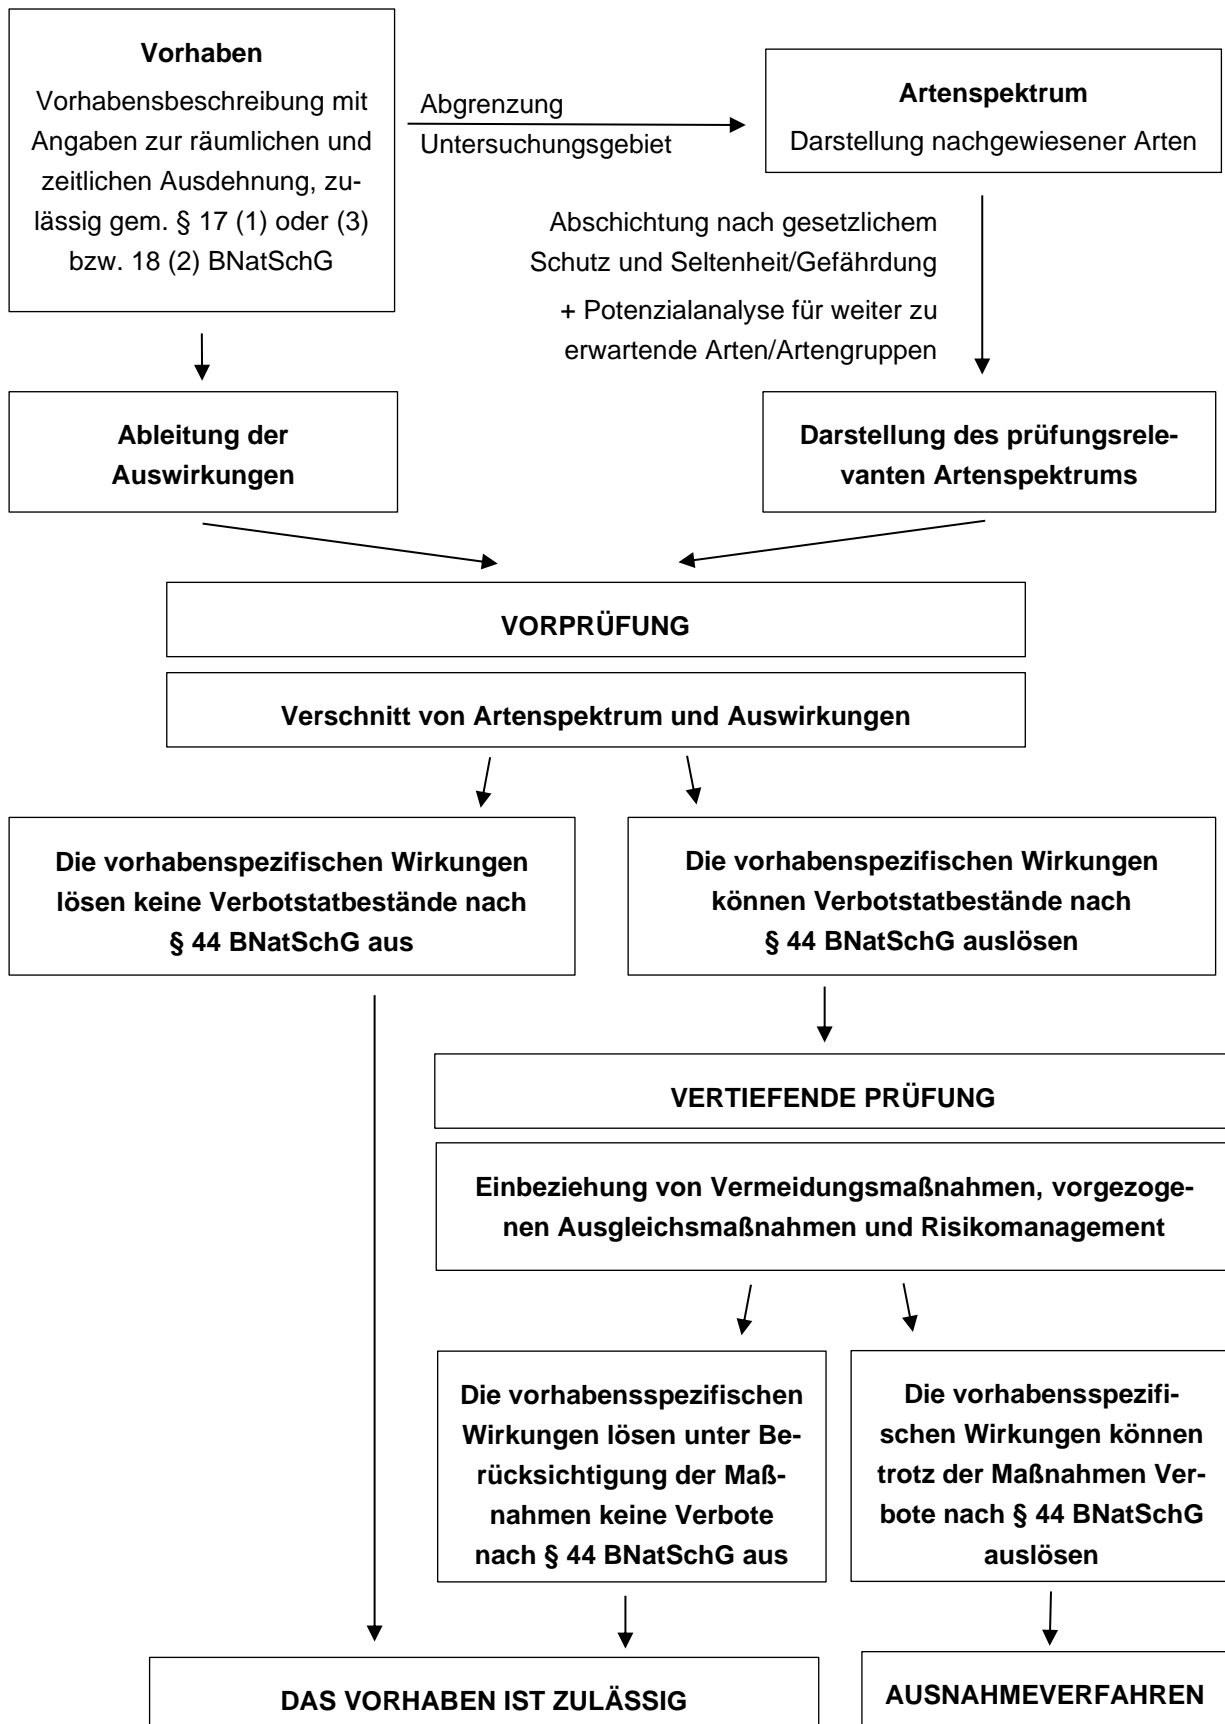 Vorhaben
Vorhabensbeschreibung mit
Angaben zur räumlichen und
zeitlichen Ausdehnung, zu-
lässig gem. § 17 (1) oder (3)
bzw. 18 (2) BNatSchG
Abgrenzung
Untersuchungsgebiet
Artenspektrum
Darstellung nachgewiesener Arten
Abschichtung nach gesetzlichem
Schutz und Seltenheit/Gefährdung
+ Potenzialanalyse für weiter zu
erwartende Arten/Artengruppen
Ableitung der
Auswirkungen
Darstellung des prüfungsrele-
vanten Artenspektrums
VORPRÜFUNG
Verschnitt von Artenspektrum und Auswirkungen
Die vorhabenspezifischen Wirkungen
lösen keine Verbotstatbestände nach
§ 44 BNatSchG aus
Die vorhabenspezifischen Wirkungen
können Verbotstatbestände nach
§ 44 BNatSchG auslösen
VERTIEFENDE PRÜFUNG
Einbeziehung von Vermeidungsmaßnahmen, vorgezoge-
nen Ausgleichsmaßnahmen und Risikomanagement
Die vorhabensspezifischen
Wirkungen lösen unter Be-
rücksichtigung der Maß-
nahmen keine Verbote
nach § 44 BNatSchG aus
Die vorhabensspezifi-
schen Wirkungen können
trotz der Maßnahmen Ver-
bote nach § 44 BNatSchG
auslösen
DAS VORHABEN IST ZULÄSSIG
AUSNAHMEVERFAHREN